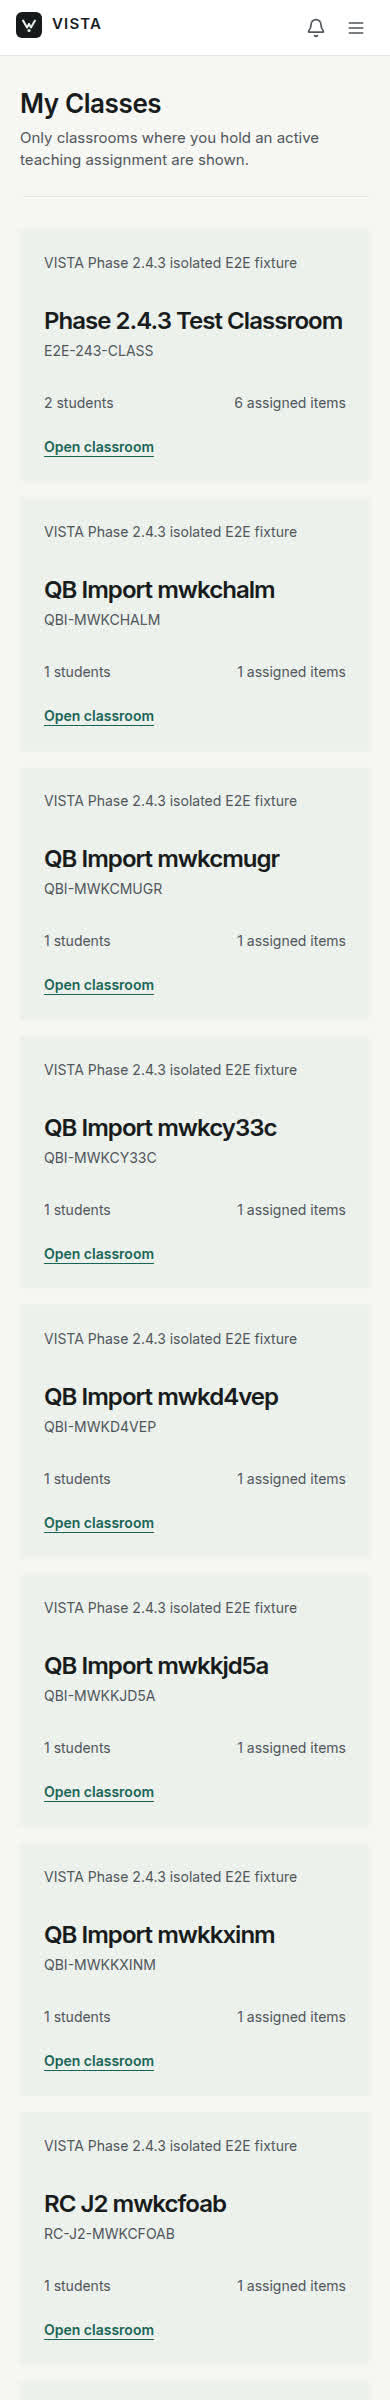 VISTA
My Classes
Only classrooms where you hold an active
teaching assignment are shown.
VISTA Phase 2.4.3 isolated E2E fixture
Phase 2.4.3 Test Classroom
E2E-243-CLASS
2 students 6 assigned items
Open classroom
VISTA Phase 2.4.3 isolated E2E fixture
QB Import mwkchalm
QBI-MWKCHALM
1 students 1 assigned items
Open classroom
VISTA Phase 2.4.3 isolated E2E fixture
QB Import mwkcmugr
QBI-MWKCMUGR
1 students 1 assigned items
Open classroom
VISTA Phase 2.4.3 isolated E2E fixture
QB Import mwkcy33c
QBI-MWKCY33C
1 students 1 assigned items
Open classroom
VISTA Phase 2.4.3 isolated E2E fixture
QB Import mwkd4vep
QBI-MWKD4VEP
1 students 1 assigned items
Open classroom
VISTA Phase 2.4.3 isolated E2E fixture
QB Import mwkkjd5a
QBI-MWKKJD5A
1 students 1 assigned items
Open classroom
VISTA Phase 2.4.3 isolated E2E fixture
QB Import mwkkxinm
QBI-MWKKXINM
1 students 1 assigned items
Open classroom
VISTA Phase 2.4.3 isolated E2E fixture
RC J2 mwkcfoab
RC-J2-MWKCFOAB
1 students 1 assigned items
Open classroom